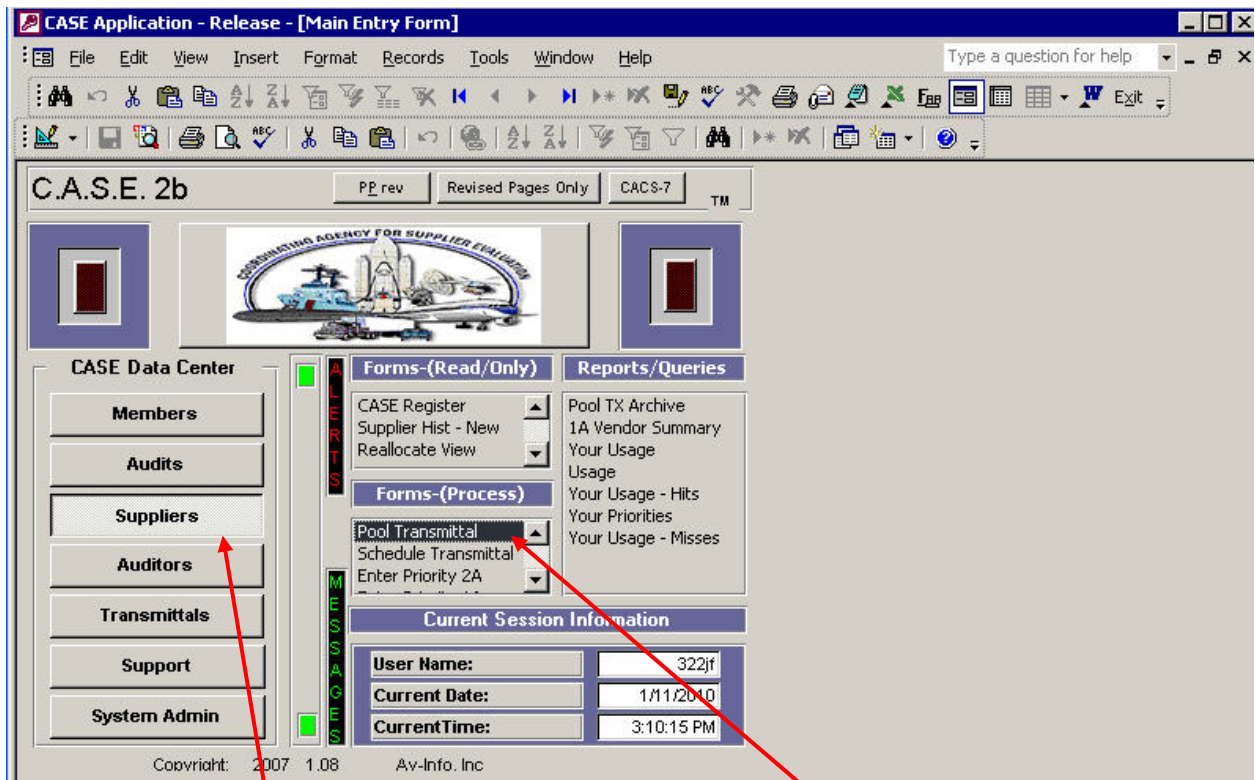 CASE Application - Release - [Main Entry Form]
File Edit View Insert Format Records Tools Window Help
Type a question for help
Exit
C.A.S.E. 2b
PP rev
Revised Pages Only
CACS-7
TM
COORDINATING AGENCY FOR SUPPLIER EVALUATION
CASE Data Center
Members
Audits
Suppliers
Auditors
Transmittals
Support
System Admin
ALERTS
MESSAGES
Forms-(Read/Only)
CASE Register
Supplier Hist - New
Reallocate View
Forms-(Process)
Pool Transmittal
Schedule Transmittal
Enter Priority 2A
Reports/Queries
Pool TX Archive
1A Vendor Summary
Your Usage
Usage
Your Usage - Hits
Your Priorities
Your Usage - Misses
Current Session Information
User Name: 322jf
Current Date: 1/11/2010
CurrentTime: 3:10:15 PM
Copyright: 2007 1.08 Av-Info, Inc